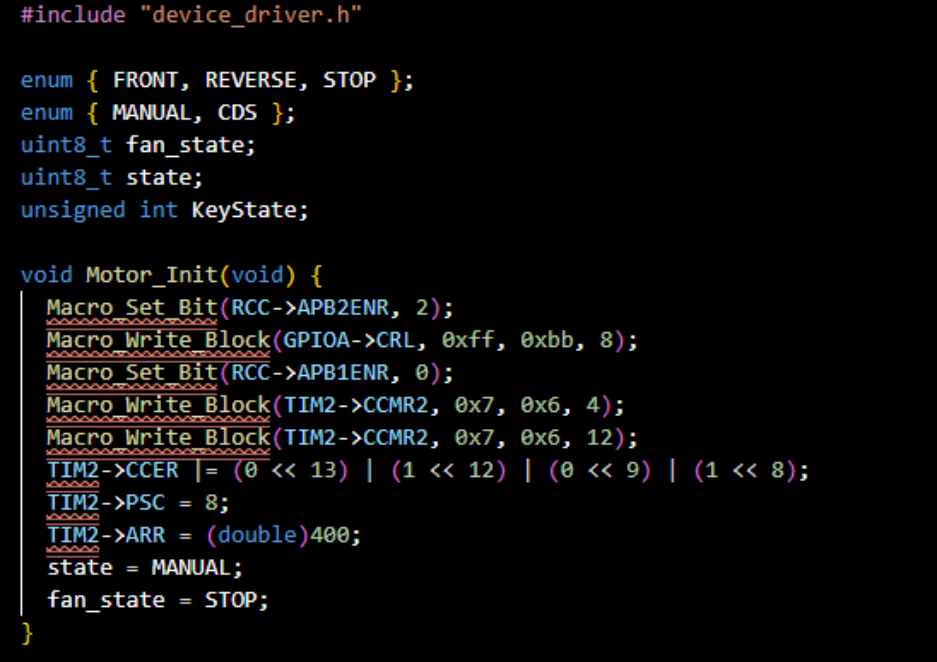 #include "device_driver.h"
enum { FRONT, REVERSE, STOP };
enum { MANUAL, CDS };
uint8_t fan_state;
uint8_t state;
unsigned int KeyState;
void Motor_Init(void) {
Macro_Set_Bit(RCC->APB2ENR, 2);
Macro_Write_Block(GPIOA->CRL, 0xff, 0xbb, 8);
Macro_Set_Bit(RCC->APB1ENR, 0);
Macro_Write_Block(TIM2->CCMR2, 0x7, 0x6, 4);
Macro_Write_Block(TIM2->CCMR2, 0x7, 0x6, 12);
TIM2->CCER |= (0 << 13) | (1 << 12) | (0 << 9) | (1 << 8);
TIM2->PSC = 8;
TIM2->ARR = (double)400;
state = MANUAL;
fan_state = STOP;
}